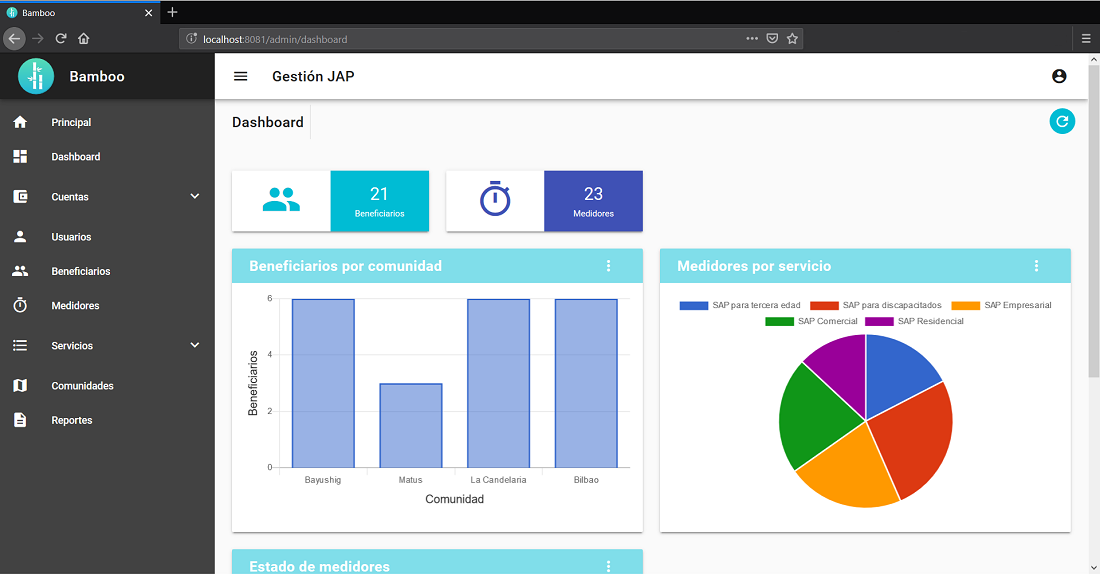 Bamboo
localhost:8081/admin/dashboard
Bamboo
Gestión JAP
Principal
Dashboard
Cuentas
Usuarios
Beneficiarios
Medidores
Servicios
Comunidades
Reportes
Dashboard
21
Beneficiarios
23
Medidores
Beneficiarios por comunidad
6
4
2
0
Beneficiarios
Bayushig Matus La Candelaria Bilbao
Comunidad
Medidores por servicio
SAP para tercera edad SAP para discapacitados SAP Empresarial
SAP Comercial SAP Residencial
Estado de medidores